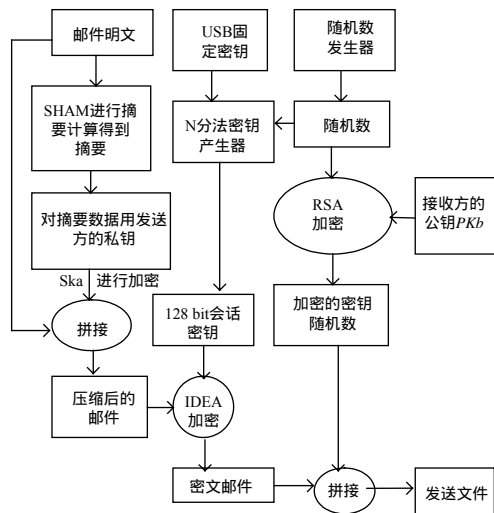 邮件明文
USB固
定密钥
随机数
发生器
SHAM进行摘
要计算得到
摘要
N分法密钥
产生器
随机数
对摘要数据用发送
方的私钥
RSA
加密
接收方的
公钥PKb
Ska 进行加密
拼接
128 bit会话
密钥
加密的密钥
随机数
压缩后的
邮件
IDEA
加密
密文邮件
拼接
发送文件